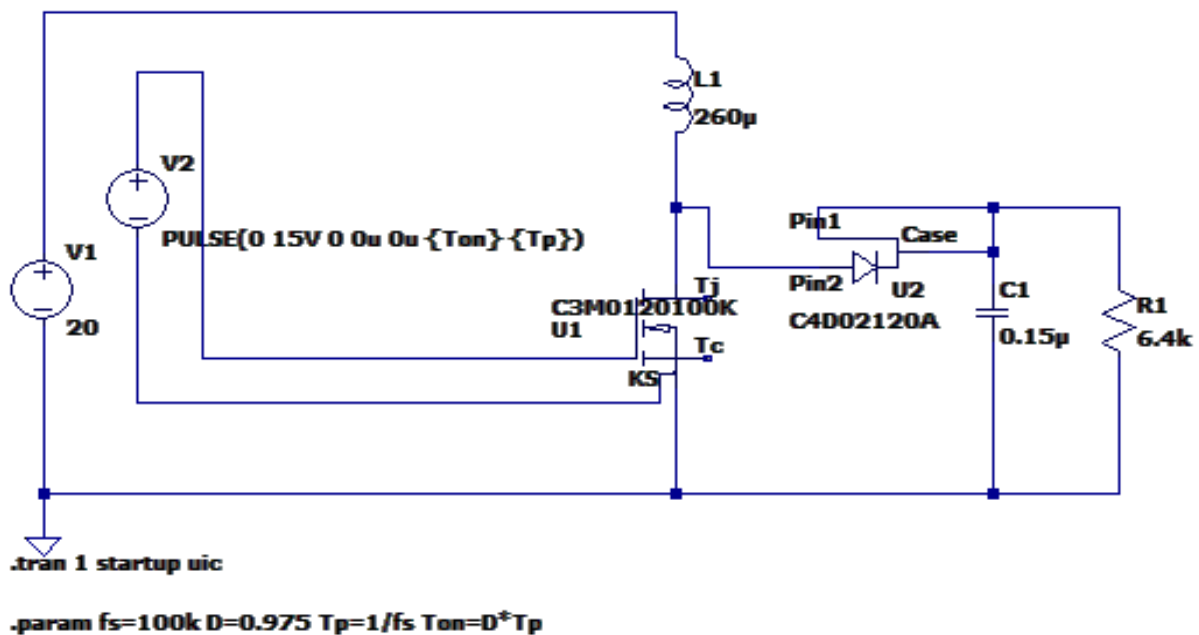 L1
260µ
V2
PULSE(0 15V 0 0u 0u {Ton} {Tp})
V1
20
Pin1
Case
Pin2
U2
C4D02120A
Tj
C3M0120100K
U1
Tc
KS
C1
0.15µ
R1
6.4k
.tran 1 startup uic
.param fs=100k D=0.975 Tp=1/fs Ton=D*Tp